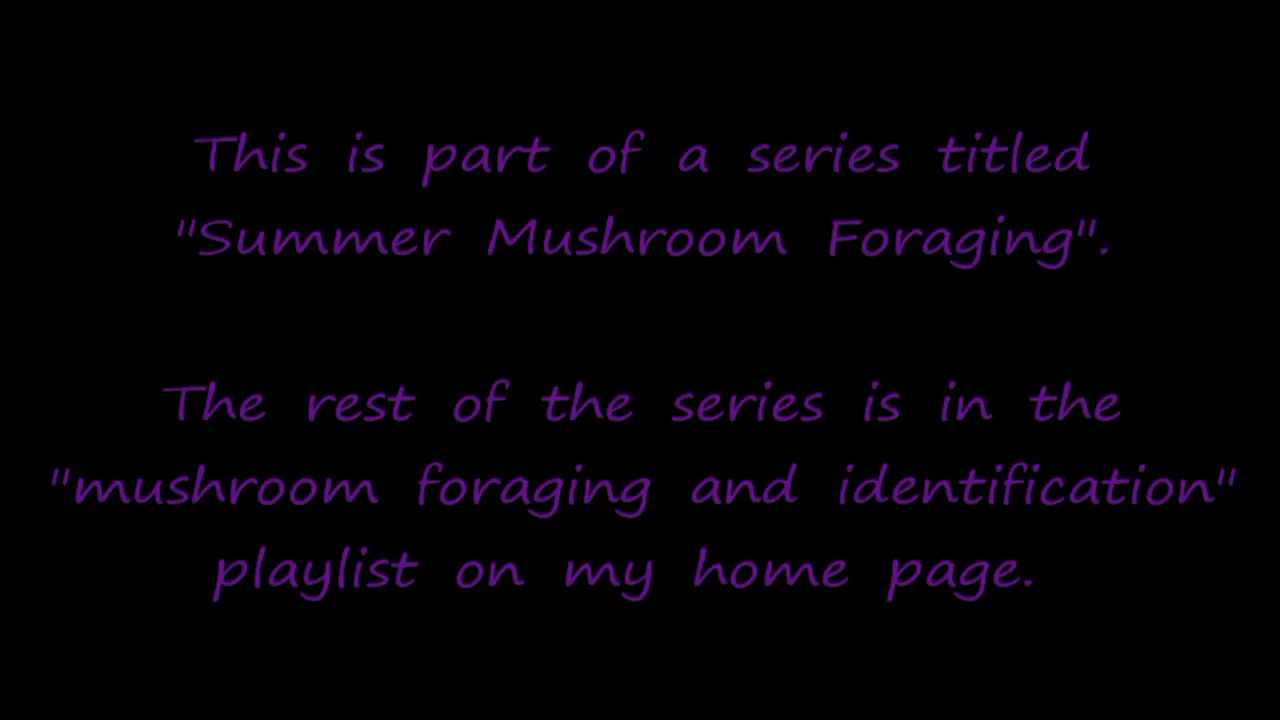 This is part of a series titled
"Summer Mushroom Foraging".
The rest of the series is in the
"mushroom foraging and identification"
playlist on my home page.